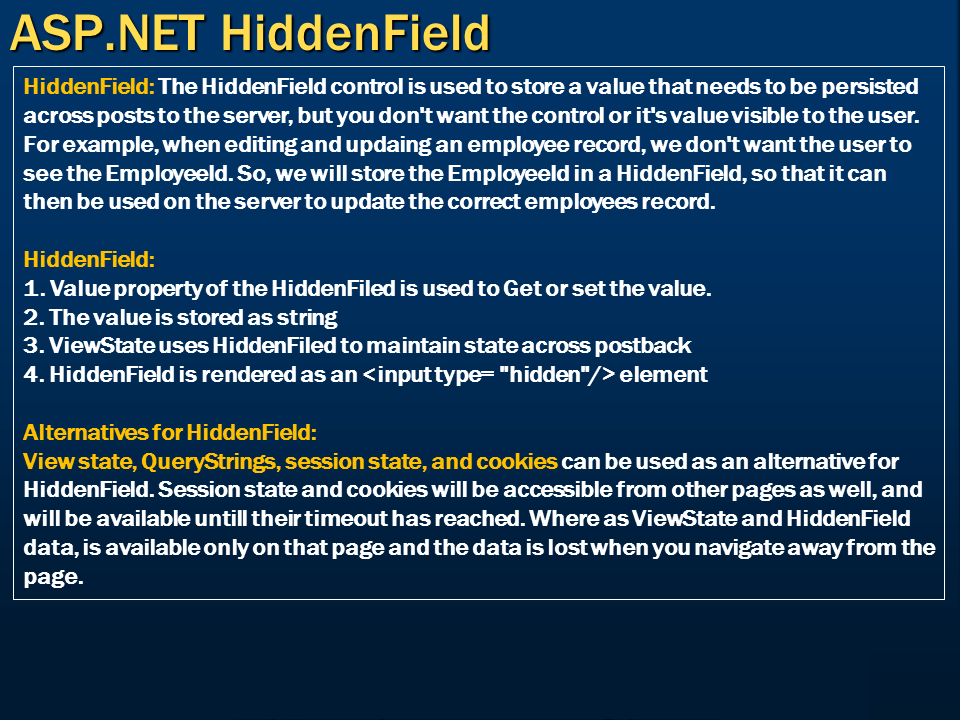 ASP.NET HiddenField
HiddenField: The HiddenField control is used to store a value that needs to be persisted
across posts to the server, but you don't want the control or it's value visible to the user.
For example, when editing and updaing an employee record, we don't want the user to
see the EmployeeId. So, we will store the EmployeeId in a HiddenField, so that it can
then be used on the server to update the correct employees record.
HiddenField:
1. Value property of the HiddenFiled is used to Get or set the value.
2. The value is stored as string
3. ViewState uses HiddenFiled to maintain state across postback
4. HiddenField is rendered as an <input type= "hidden"/> element
Alternatives for HiddenField:
View state, QueryStrings, session state, and cookies can be used as an alternative for
HiddenField. Session state and cookies will be accessible from other pages as well, and
will be available untill their timeout has reached. Where as ViewState and HiddenField
data, is available only on that page and the data is lost when you navigate away from the
page.